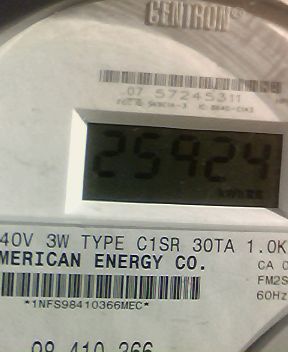 CENTRON®
.07 57245311
25924
40V 3W TYPE C1SR 30TA 1.0K
MERICAN ENERGY CO.
CA 0
FM2S
60Hz
*1NFS98410366MEC*
98 410 366